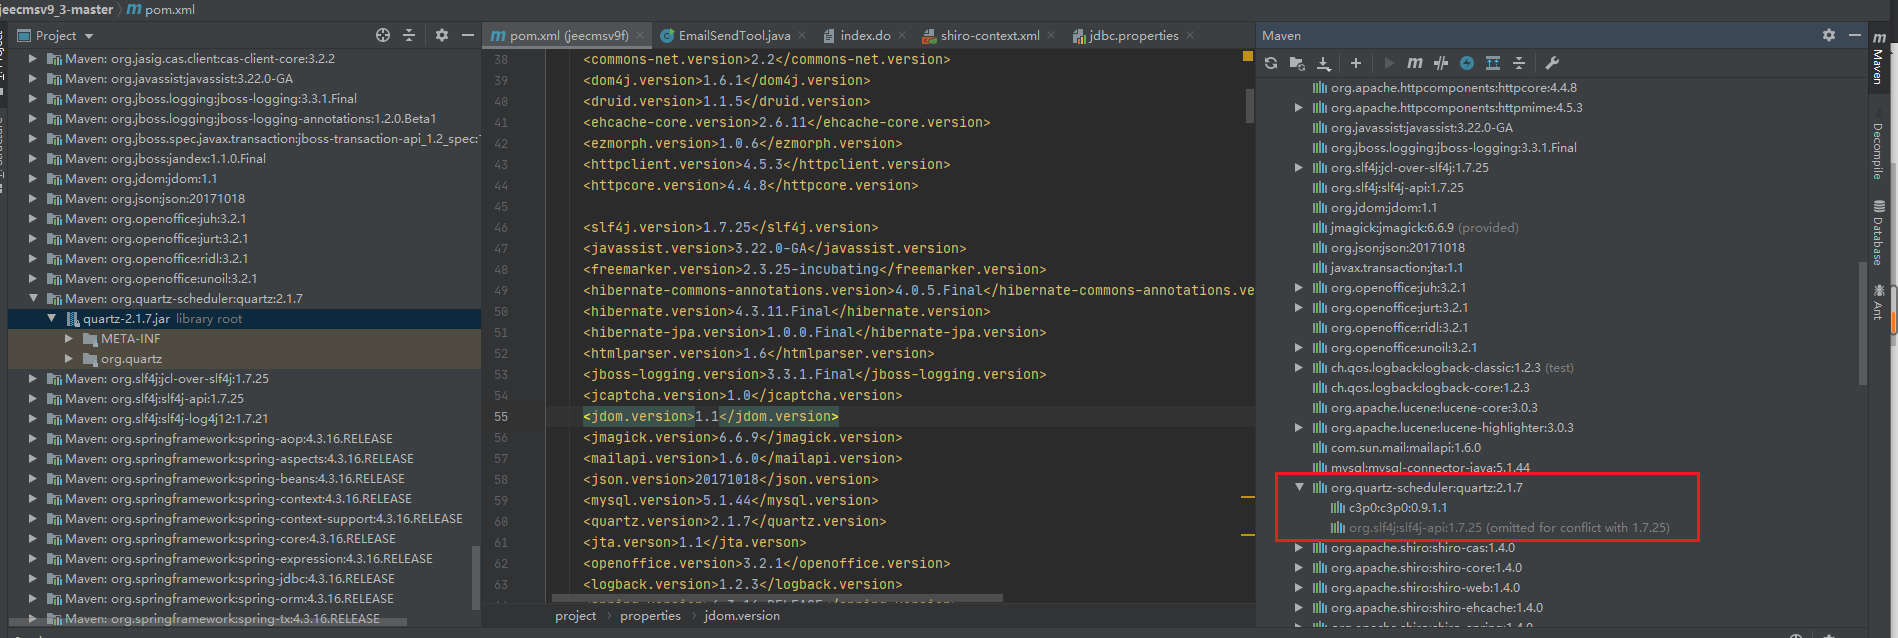 jeecmsv9_3-master
pom.xml
Project
Maven: org.jasig.cas.client:cas-client-core:3.2.2
Maven: org.javassist:javassist:3.22.0-GA
Maven: org.jboss.logging:jboss-logging:3.3.1.Final
Maven: org.jboss.logging:jboss-logging-annotations:1.2.0.Beta1
Maven: org.jboss.spec.javax.transaction:jboss-transaction-api_1.2_spec:1
Maven: org.jboss:jandex:1.1.0.Final
Maven: org.jdom:jdom:1.1
Maven: org.json:json:20171018
Maven: org.openoffice:juh:3.2.1
Maven: org.openoffice:jurt:3.2.1
Maven: org.openoffice:ridl:3.2.1
Maven: org.openoffice:unoil:3.2.1
Maven: org.quartz-scheduler:quartz:2.1.7
quartz-2.1.7.jar library root
META-INF
org.quartz
Maven: org.slf4j:jcl-over-slf4j:1.7.25
Maven: org.slf4j:slf4j-api:1.7.25
Maven: org.slf4j:slf4j-log4j12:1.7.21
Maven: org.springframework:spring-aop:4.3.16.RELEASE
Maven: org.springframework:spring-aspects:4.3.16.RELEASE
Maven: org.springframework:spring-beans:4.3.16.RELEASE
Maven: org.springframework:spring-context:4.3.16.RELEASE
Maven: org.springframework:spring-context-support:4.3.16.RELEASE
Maven: org.springframework:spring-core:4.3.16.RELEASE
Maven: org.springframework:spring-expression:4.3.16.RELEASE
Maven: org.springframework:spring-jdbc:4.3.16.RELEASE
Maven: org.springframework:spring-orm:4.3.16.RELEASE
Maven: org.springframework:spring-tx:4.3.16.RELEASE
pom.xml (jeecmsv9f)
EmailSendTool.java
index.do
shiro-context.xml
jdbc.properties
38 <commons-net.version>2.2</commons-net.version>
39 <dom4j.version>1.6.1</dom4j.version>
40 <druid.version>1.1.5</druid.version>
41 <ehcache-core.version>2.6.11</ehcache-core.version>
42 <ezmorph.version>1.0.6</ezmorph.version>
43 <httpclient.version>4.5.3</httpclient.version>
44 <httpcore.version>4.4.8</httpcore.version>
45
46 <slf4j.version>1.7.25</slf4j.version>
47 <javassist.version>3.22.0-GA</javassist.version>
48 <freemarker.version>2.3.25-incubating</freemarker.version>
49 <hibernate-commons-annotations.version>4.0.5.Final</hibernate-commons-annotations.ve
50 <hibernate.version>4.3.11.Final</hibernate.version>
51 <hibernate-jpa.version>1.0.0.Final</hibernate-jpa.version>
52 <htmlparser.version>1.6</htmlparser.version>
53 <jboss-logging.version>3.3.1.Final</jboss-logging.version>
54 <jcaptcha.version>1.0</jcaptcha.version>
55 <jdom.version>1.1</jdom.version>
56 <jmagick.version>6.6.9</jmagick.version>
57 <mailapi.version>1.6.0</mailapi.version>
58 <json.version>20171018</json.version>
59 <mysql.version>5.1.44</mysql.version>
60 <quartz.version>2.1.7</quartz.version>
61 <jta.verson>1.1</jta.verson>
62 <openoffice.version>3.2.1</openoffice.version>
63 <logback.version>1.2.3</logback.version>
project
properties
jdom.version
Maven
org.apache.httpcomponents:httpcore:4.4.8
org.apache.httpcomponents:httpmime:4.5.3
org.javassist:javassist:3.22.0-GA
org.jboss.logging:jboss-logging:3.3.1.Final
org.slf4j:jcl-over-slf4j:1.7.25
org.slf4j:slf4j-api:1.7.25
org.jdom:jdom:1.1
jmagick:jmagick:6.6.9 (provided)
org.json:json:20171018
javax.transaction:jta:1.1
org.openoffice:juh:3.2.1
org.openoffice:jurt:3.2.1
org.openoffice:ridl:3.2.1
org.openoffice:unoil:3.2.1
ch.qos.logback:logback-classic:1.2.3 (test)
ch.qos.logback:logback-core:1.2.3
org.apache.lucene:lucene-core:3.0.3
org.apache.lucene:lucene-highlighter:3.0.3
com.sun.mail:mailapi:1.6.0
mysql:mysql-connector-java:5.1.44
org.quartz-scheduler:quartz:2.1.7
c3p0:c3p0:0.9.1.1
org.slf4j:slf4j-api:1.7.25 (omitted for conflict with 1.7.25)
org.apache.shiro:shiro-cas:1.4.0
org.apache.shiro:shiro-core:1.4.0
org.apache.shiro:shiro-web:1.4.0
org.apache.shiro:shiro-ehcache:1.4.0
Maven
Decompile
Database
Ant